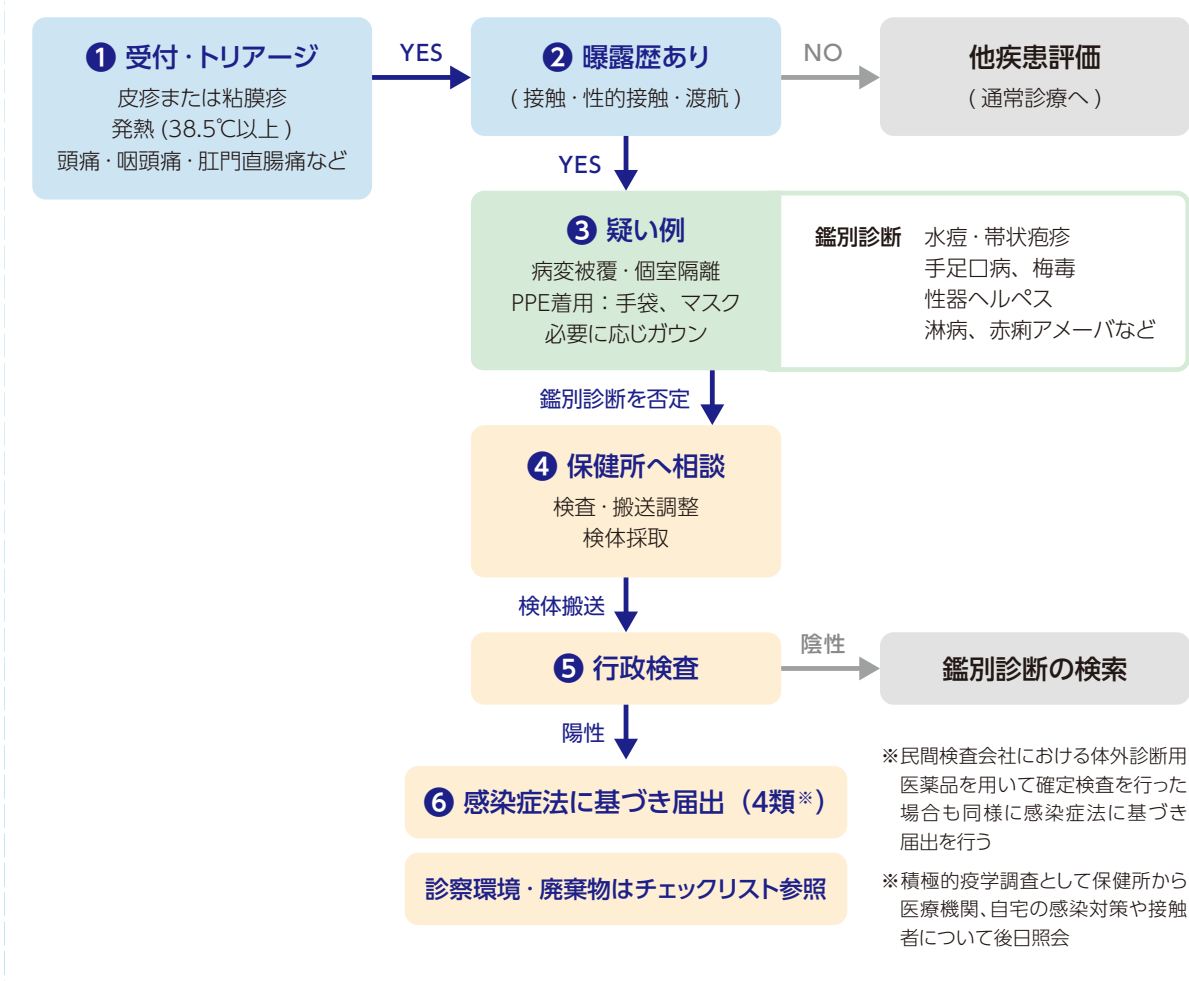 ❶ 受付・トリアージ
皮疹または粘膜疹
発熱 (38.5℃以上 )
頭痛・咽頭痛・肛門直腸痛など
YES
❷ 曝露歴あり
( 接触・性的接触・渡航 )
NO
他疾患評価
( 通常診療へ )
YES
❸ 疑い例
病変被覆・個室隔離
PPE着用：手袋、マスク
必要に応じガウン
鑑別診断 水痘・帯状疱疹
手足口病、梅毒
性器ヘルペス
淋病、赤痢アメーバなど
鑑別診断を否定
❹ 保健所へ相談
検査・搬送調整
検体採取
検体搬送
❺ 行政検査
陰性
鑑別診断の検索
陽性
❻ 感染症法に基づき届出（4類※）
診察環境・廃棄物はチェックリスト参照
※民間検査会社における体外診断用
医薬品を用いて確定検査を行った
場合も同様に感染症法に基づき
届出を行う
※積極的疫学調査として保健所から
医療機関、自宅の感染対策や接触
者について後日照会